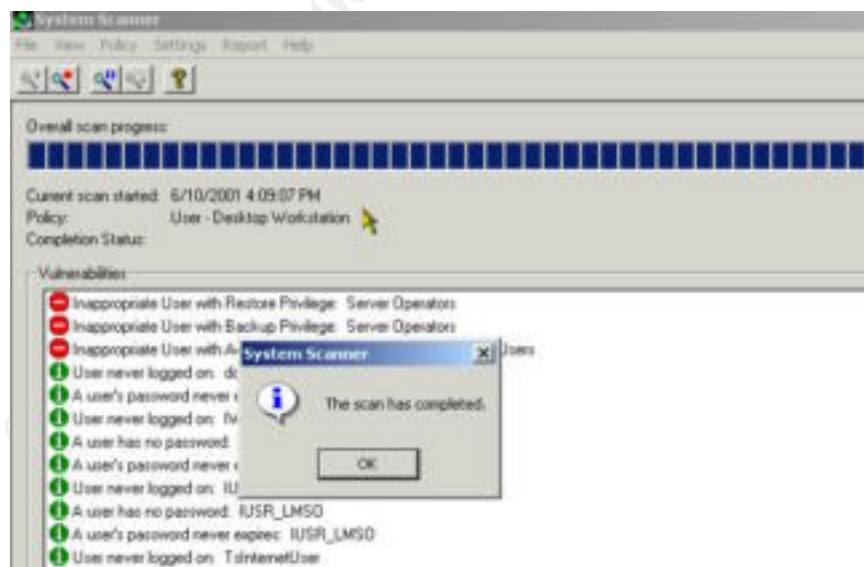 System Scanner
File View Policy Settings Report Help
Overall scan progress:
Current scan started: 6/10/2001 4:09:07 PM
Policy: User - Desktop Workstation
Completion Status:
Vulnerabilities
Inappropriate User with Restore Privilege: Server Operators
Inappropriate User with Backup Privilege: Server Operators
Inappropriate User with Users
User never logged on:
A user's password never
User never logged on:
A user has no password:
A user's password never
User never logged on: IU
A user has no password: IUSR_LMSO
A user's password never expires: IUSR_LMSO
User never logged on: TsInternetUser
System Scanner
The scan has completed.
OK